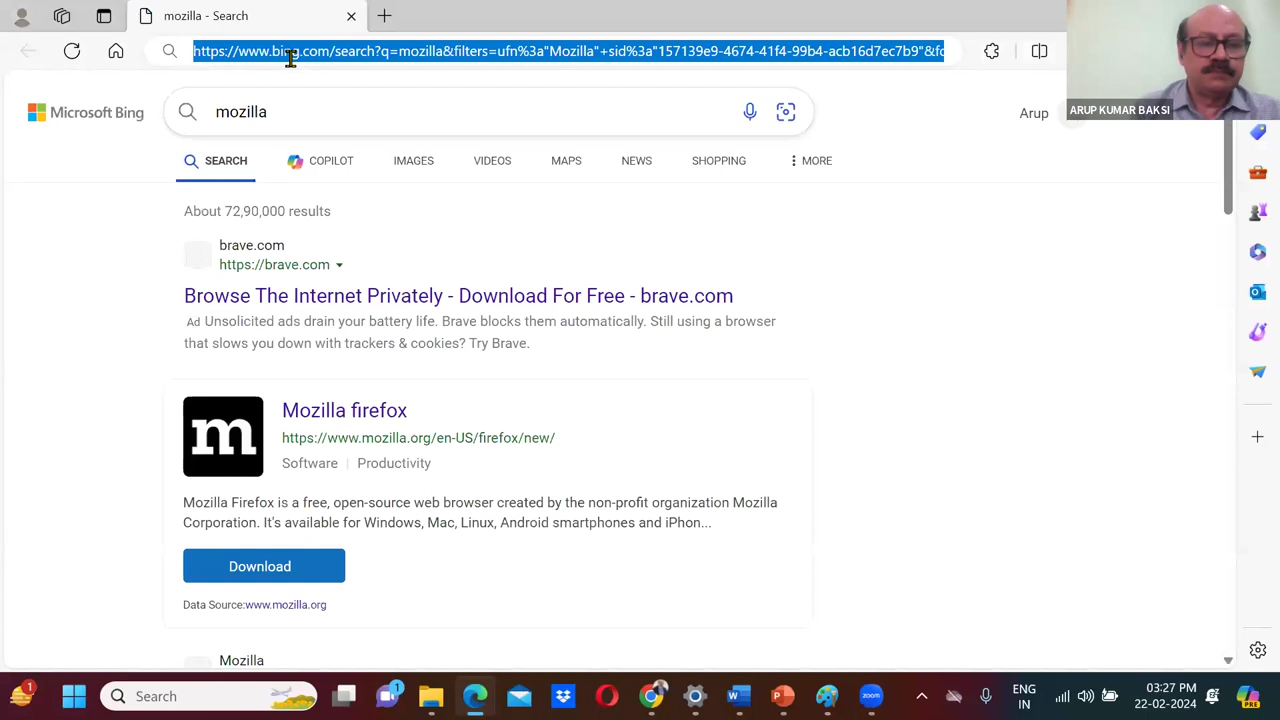 mozilla - Search
https://www.bing.com/search?q=mozilla&filters=ufn%3a"Mozilla"+sid%3a"157139e9-4674-41f4-99b4-acb16d7ec7b9"&fo
ARUP KUMAR BAKSI
Microsoft Bing
mozilla
Arup
SEARCH
COPILOT
IMAGES
VIDEOS
MAPS
NEWS
SHOPPING
MORE
About 72,90,000 results
brave.com
https://brave.com
Browse The Internet Privately - Download For Free - brave.com
Ad Unsolicited ads drain your battery life. Brave blocks them automatically. Still using a browser
that slows you down with trackers & cookies? Try Brave.
m
Mozilla firefox
https://www.mozilla.org/en-US/firefox/new/
Software | Productivity
Mozilla Firefox is a free, open-source web browser created by the non-profit organization Mozilla
Corporation. It's available for Windows, Mac, Linux, Android smartphones and iPhon...
Download
Data Source:www.mozilla.org
Mozilla
1
Search
1
zoom
ENG
IN
03:27 PM
22-02-2024
PRE